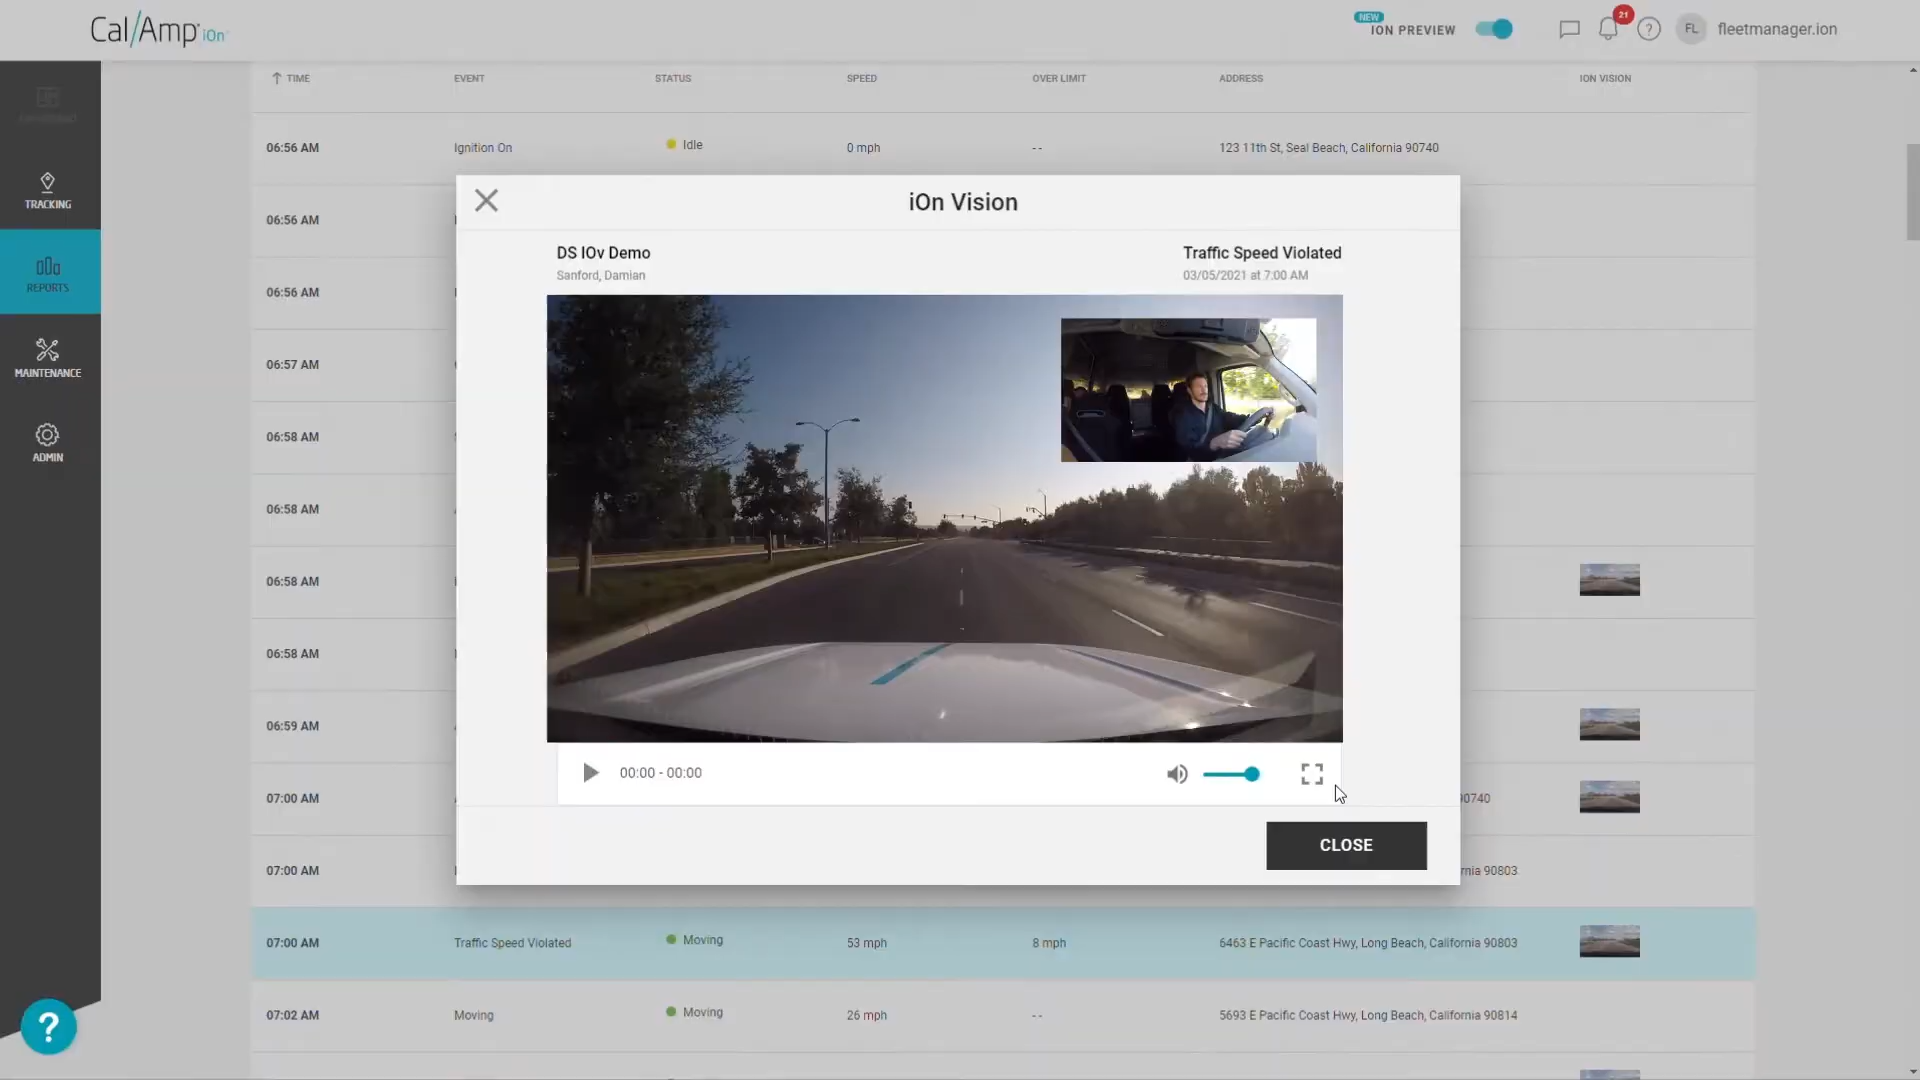 Cal/Amp iOn
NEW
ION PREVIEW
21
?
FL
fleetmanager.ion
TRACKING
REPORTS
MAINTENANCE
ADMIN
?
↑ TIME EVENT STATUS SPEED OVER LIMIT ADDRESS ION VISION
06:56 AM Ignition On Idle 0 mph -- 123 11th St, Seal Beach, California 90740
06:56 AM
06:56 AM
06:57 AM
06:58 AM
06:58 AM
06:58 AM
06:58 AM
06:59 AM
07:00 AM 90740
07:00 AM rnia 90803
07:00 AM Traffic Speed Violated Moving 53 mph 8 mph 6463 E Pacific Coast Hwy, Long Beach, California 90803
07:02 AM Moving Moving 26 mph -- 5693 E Pacific Coast Hwy, Long Beach, California 90814
iOn Vision
DS IOv Demo
Sanford, Damian
Traffic Speed Violated
03/05/2021 at 7:00 AM
00:00 - 00:00
CLOSE